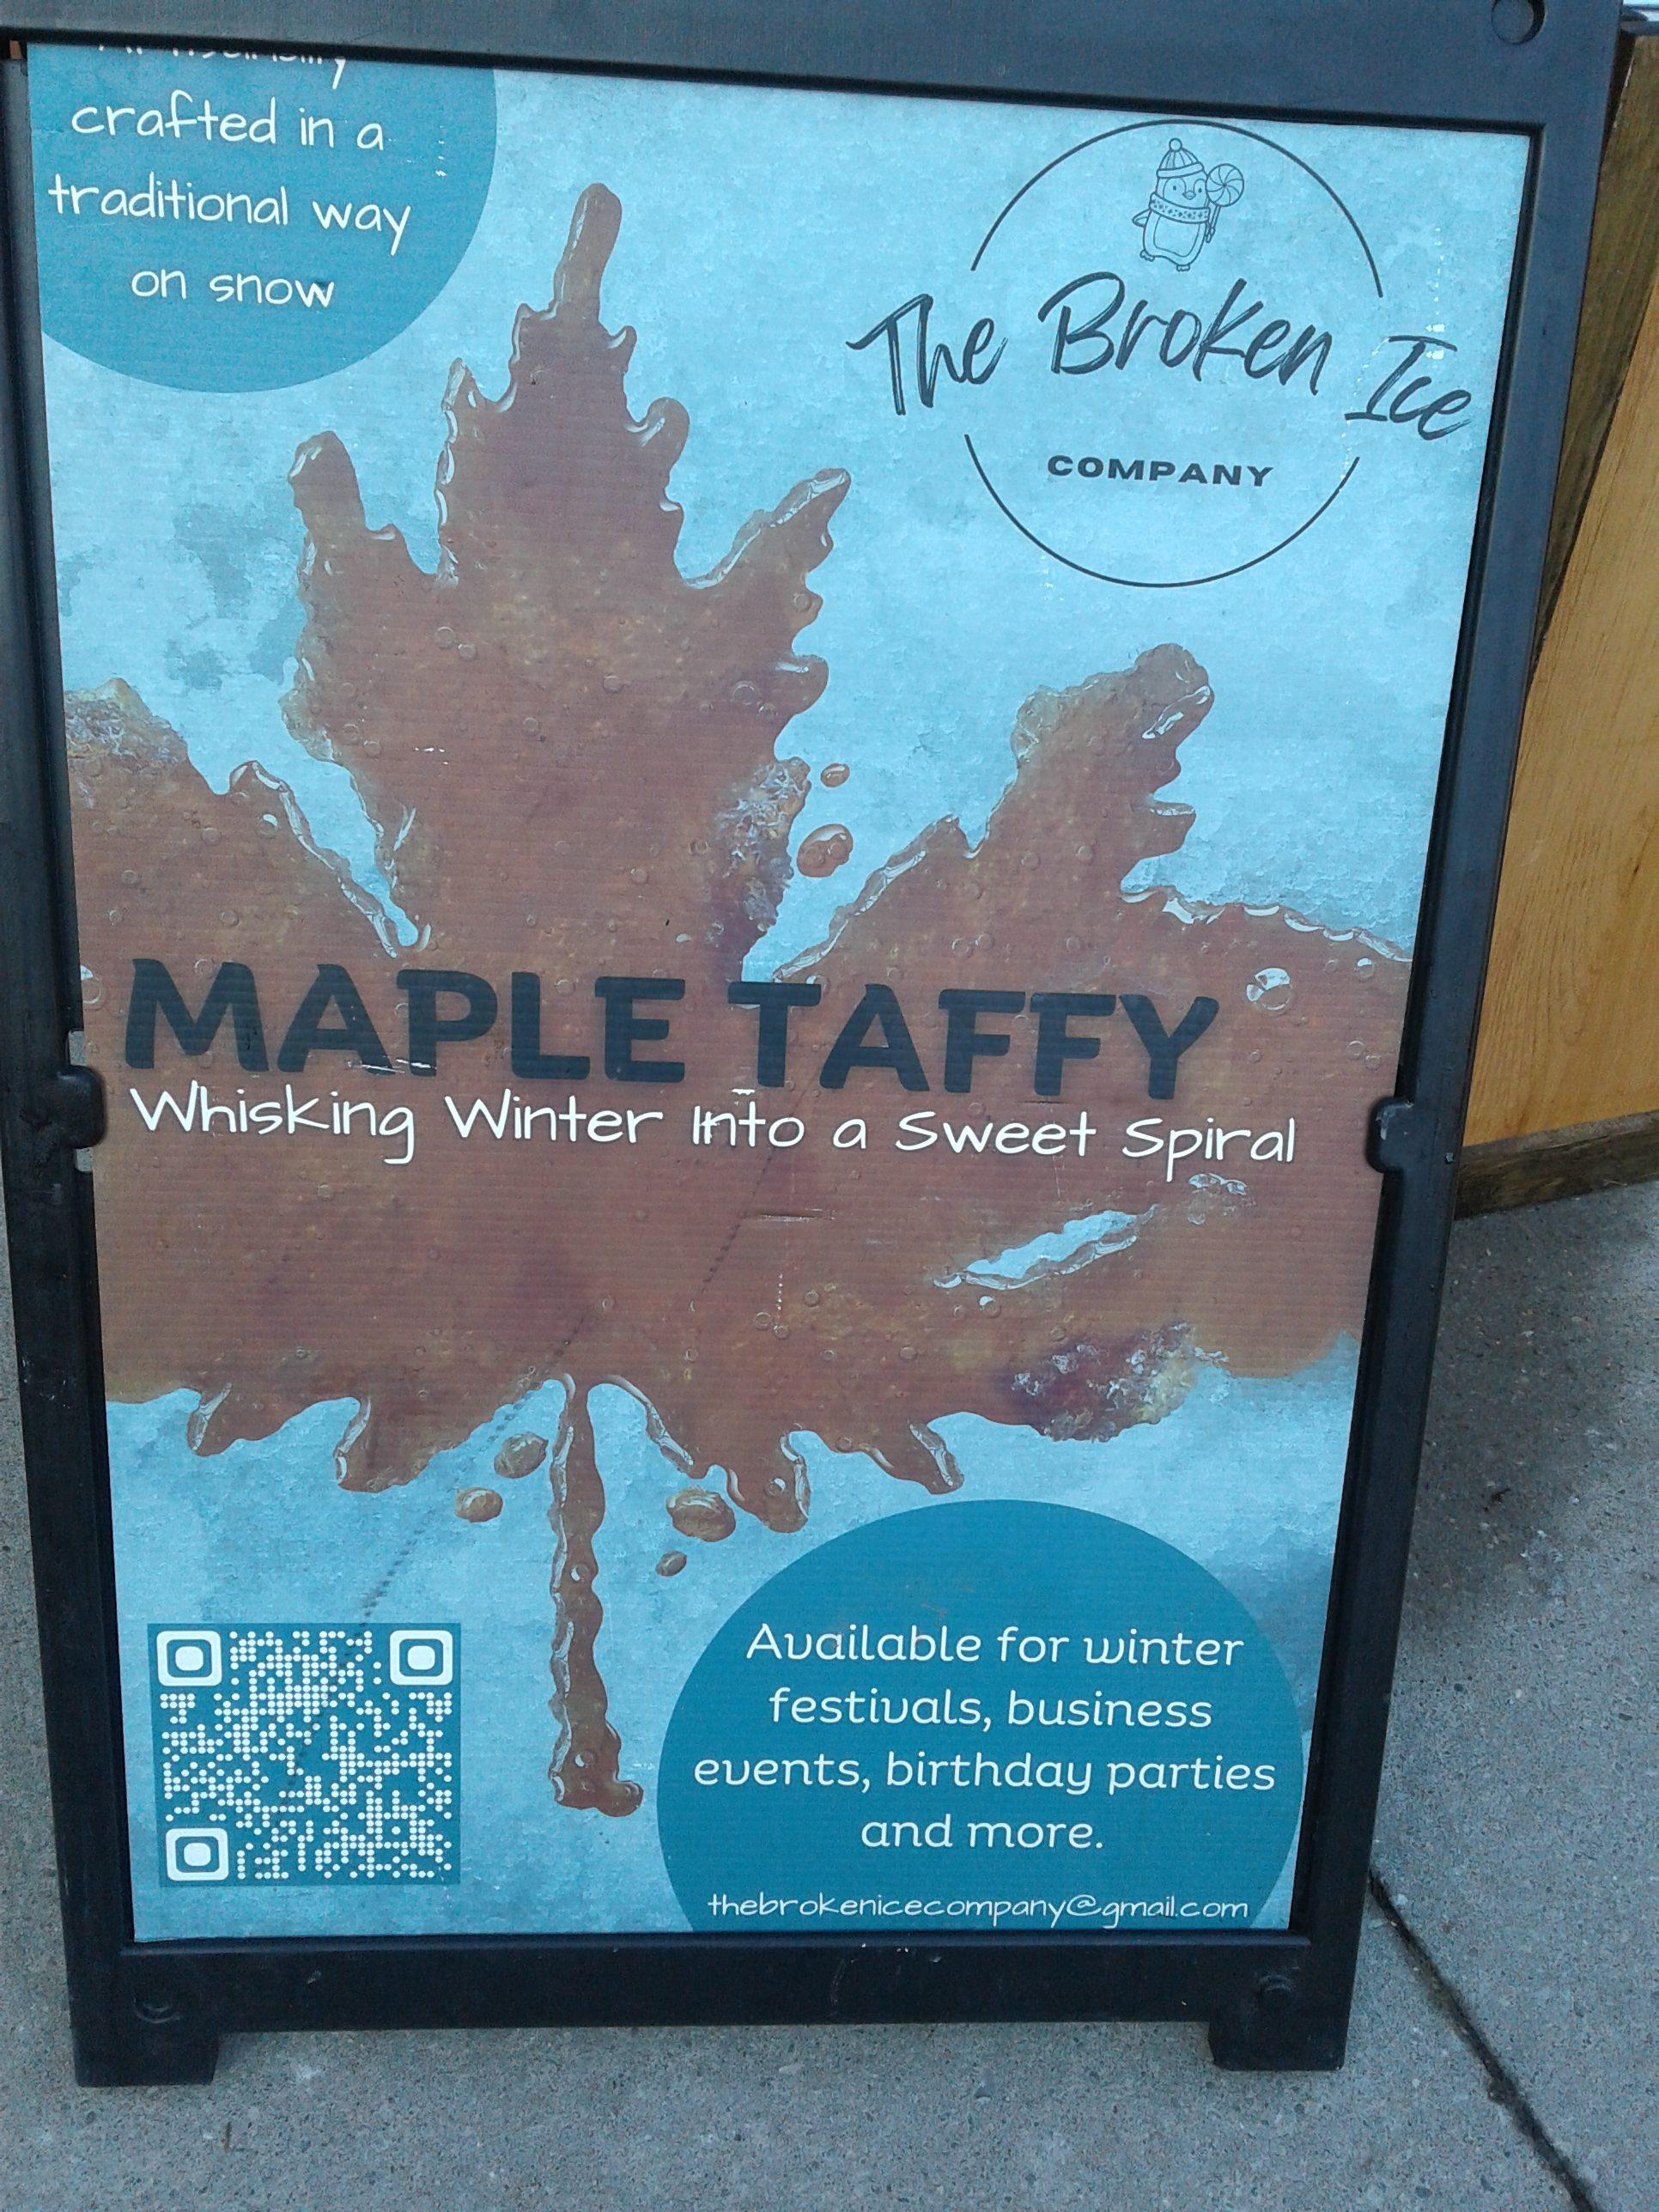 crafted in a
traditional way
on snow
The Broken Ice
COMPANY
MAPLE TAFFY
Whisking Winter Into a Sweet Spiral
Available for winter
festivals, business
events, birthday parties
and more.
thebrokenicecompany@gmail.com